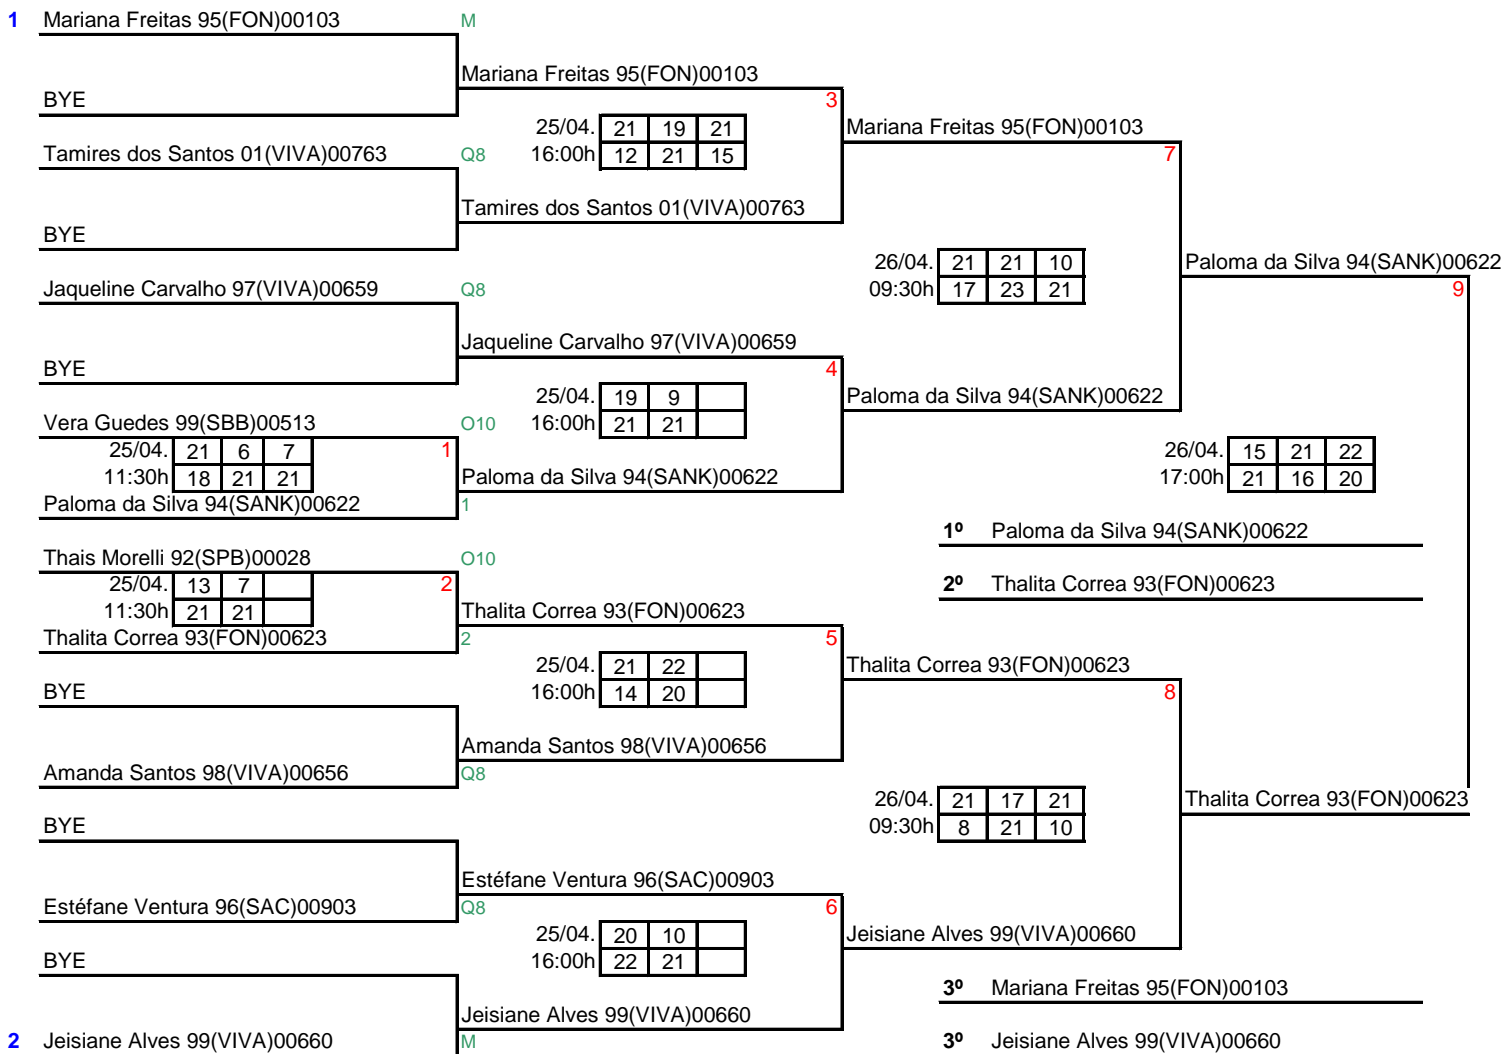 1 Mariana Freitas 95(FON)00103 M
Mariana Freitas 95(FON)00103
BYE 3
25/04. 21 19 21 Mariana Freitas 95(FON)00103
Tamires dos Santos 01(VIVA)00763 Q8 16:00h 12 21 15 7
Tamires dos Santos 01(VIVA)00763
BYE
26/04. 21 21 10 Paloma da Silva 94(SANK)00622
Jaqueline Carvalho 97(VIVA)00659 Q8 09:30h 17 23 21 9
Jaqueline Carvalho 97(VIVA)00659
BYE 4
25/04. 19 9 Paloma da Silva 94(SANK)00622
Vera Guedes 99(SBB)00513 O10 16:00h 21 21
25/04. 21 6 7 1 26/04. 15 21 22
11:30h 18 21 21 Paloma da Silva 94(SANK)00622 17:00h 21 16 20
Paloma da Silva 94(SANK)00622 1
1º Paloma da Silva 94(SANK)00622
Thais Morelli 92(SPB)00028 O10
25/04. 13 7 2 2º Thalita Correa 93(FON)00623
11:30h 21 21 Thalita Correa 93(FON)00623
Thalita Correa 93(FON)00623 2 5
25/04. 21 22 Thalita Correa 93(FON)00623
BYE 16:00h 14 20 8
Amanda Santos 98(VIVA)00656
Amanda Santos 98(VIVA)00656 Q8
26/04. 21 17 21 Thalita Correa 93(FON)00623
BYE 09:30h 8 21 10
Estéfane Ventura 96(SAC)00903
Estéfane Ventura 96(SAC)00903 Q8 6
25/04. 20 10 Jeisiane Alves 99(VIVA)00660
BYE 16:00h 22 21
3º Mariana Freitas 95(FON)00103
Jeisiane Alves 99(VIVA)00660
2 Jeisiane Alves 99(VIVA)00660 M 3º Jeisiane Alves 99(VIVA)00660